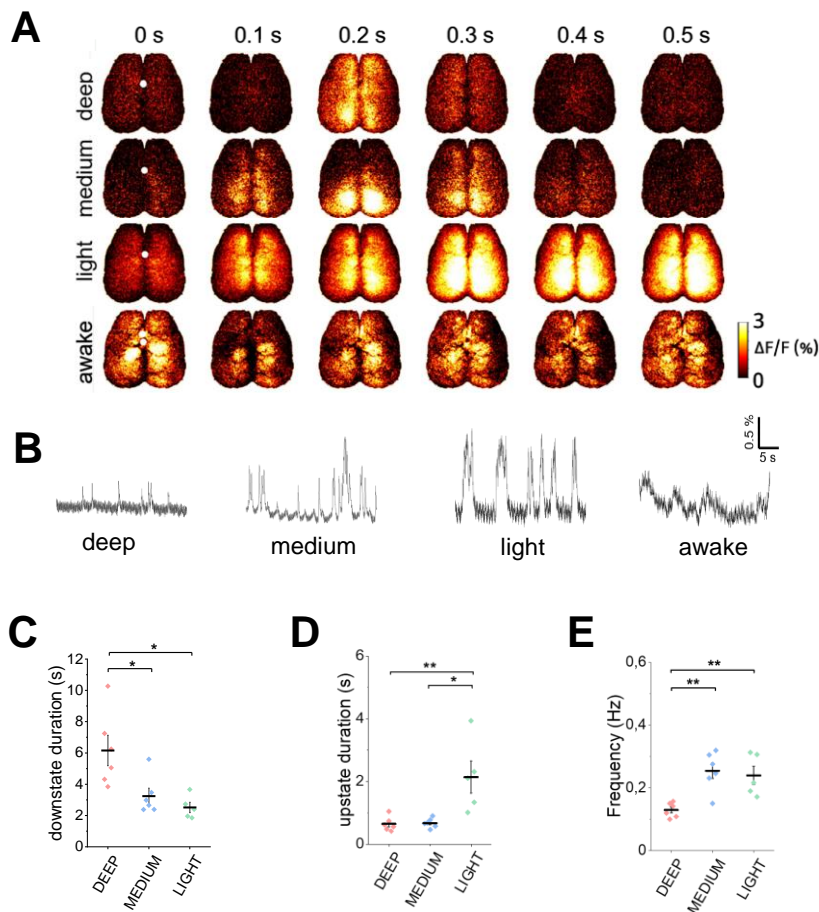 A
0 s 0.1 s 0.2 s 0.3 s 0.4 s 0.5 s
deep
medium
light
awake
3
ΔF/F (%)
0
B
0.5 %
5 s
deep medium light awake
C
downstate duration (s)
12
10
8
6
4
2
0
*
*
DEEP MEDIUM LIGHT
D
upstate duration (s)
6
4
2
0
**
*
DEEP MEDIUM LIGHT
E
Frequency (Hz)
0,6
0,4
0,2
0
**
**
DEEP MEDIUM LIGHT